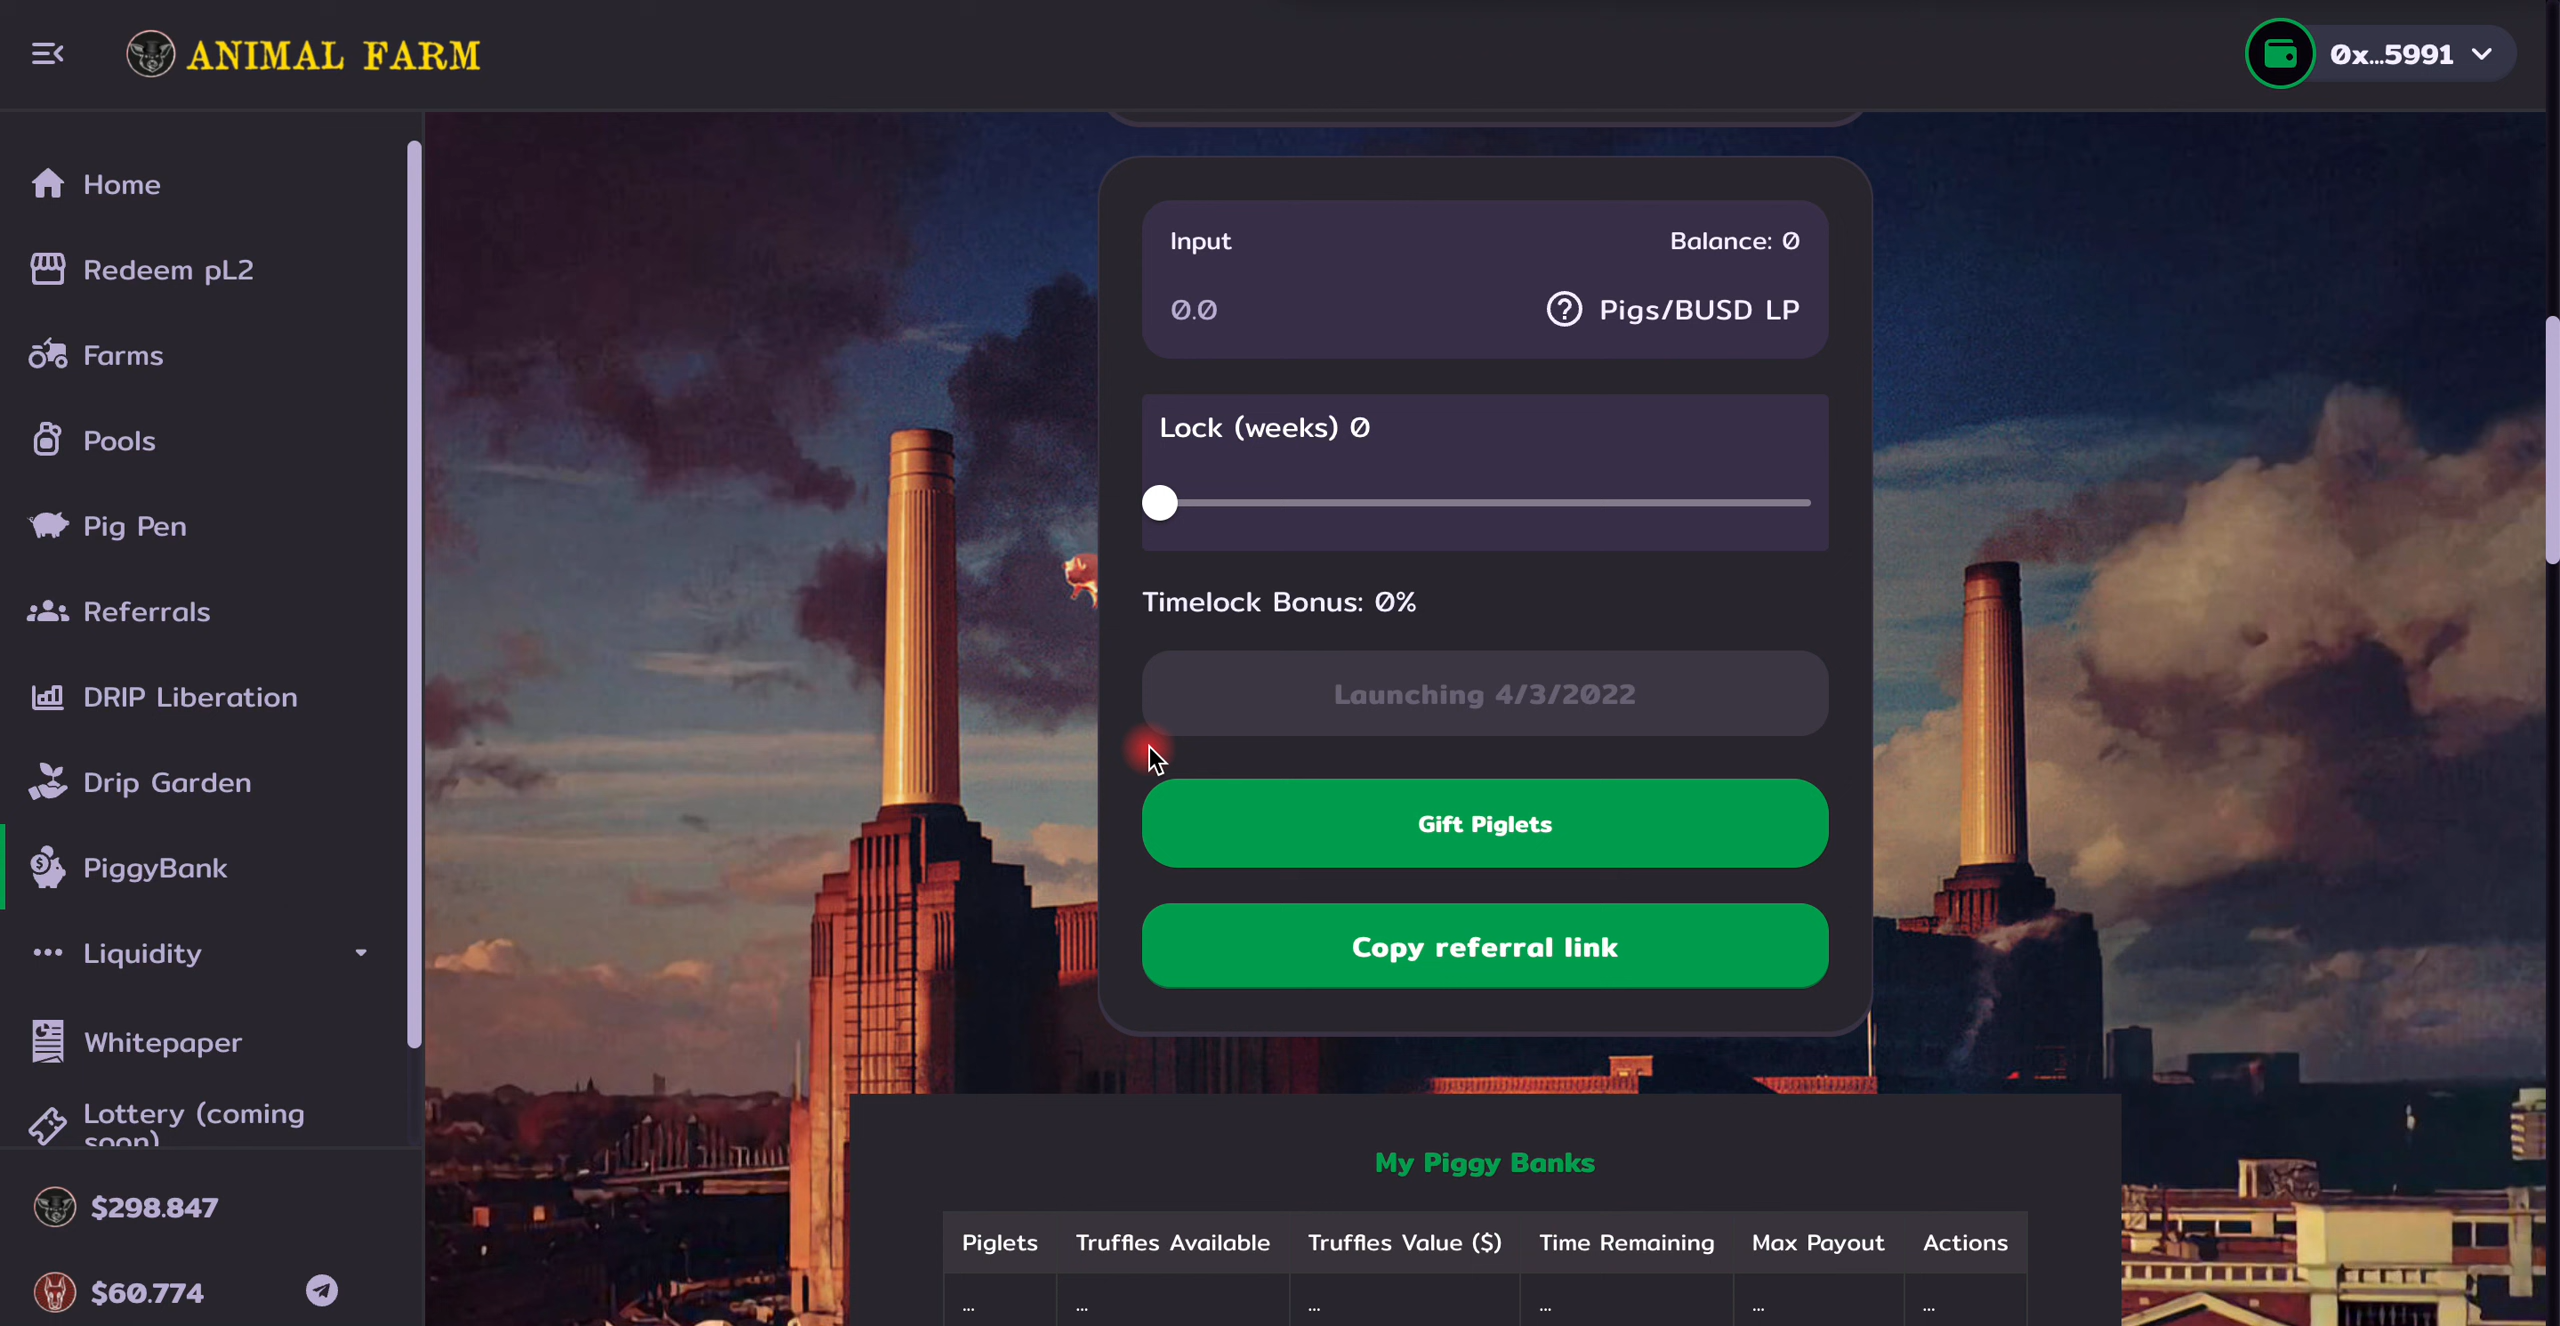 ANIMAL FARM
0x...5991
Home
Redeem pL2
Farms
Pools
Pig Pen
Referrals
DRIP Liberation
Drip Garden
PiggyBank
Liquidity
Whitepaper
Lottery (coming
soon)
$298.847
$60.774
Input
Balance: 0
0.0
Pigs/BUSD LP
Lock (weeks) 0
Timelock Bonus: 0%
Launching 4/3/2022
Gift Piglets
Copy referral link
My Piggy Banks
Piglets Truffles Available Truffles Value ($) Time Remaining Max Payout Actions
... ... ... ... ... ...